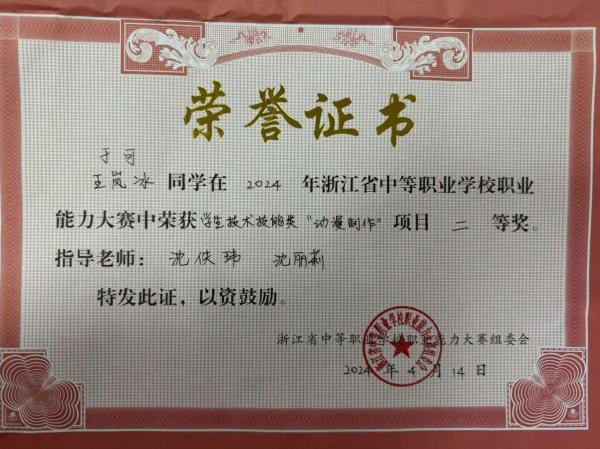 荣誉证书
于可
王岚冰 同学在 2024 年浙江省中等职业学校职业
能力大赛中荣获学生技术技能类“动漫制作”项目 二 等奖。
指导老师: 沈佚玮 沈丽莉
特发此证,以资鼓励。
浙江省中等职业学校职业能力大赛组委会
2024 年 4 月 14 日